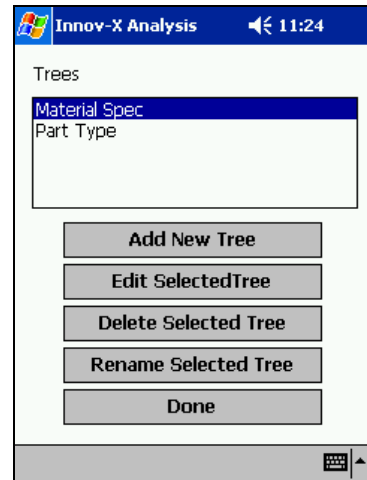 Innov-X Analysis 11:24
Trees
Material Spec
Part Type
Add New Tree
Edit SelectedTree
Delete Selected Tree
Rename Selected Tree
Done